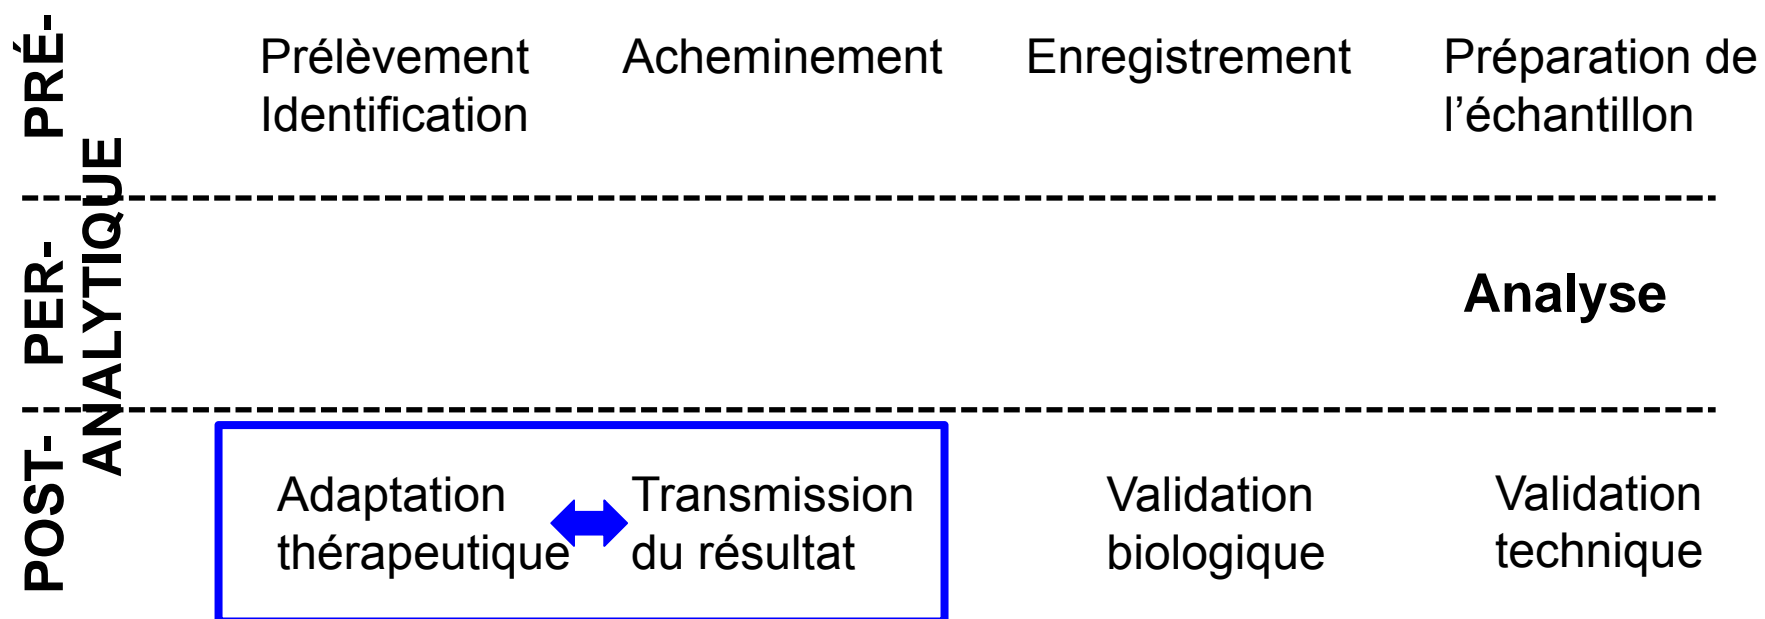 PRÉ-
PER-
POST-
ANALYTIQUE
Prélèvement
Identification
Acheminement
Enregistrement
Préparation de
l’échantillon
Analyse
Adaptation
thérapeutique
Transmission
du résultat
Validation
biologique
Validation
technique